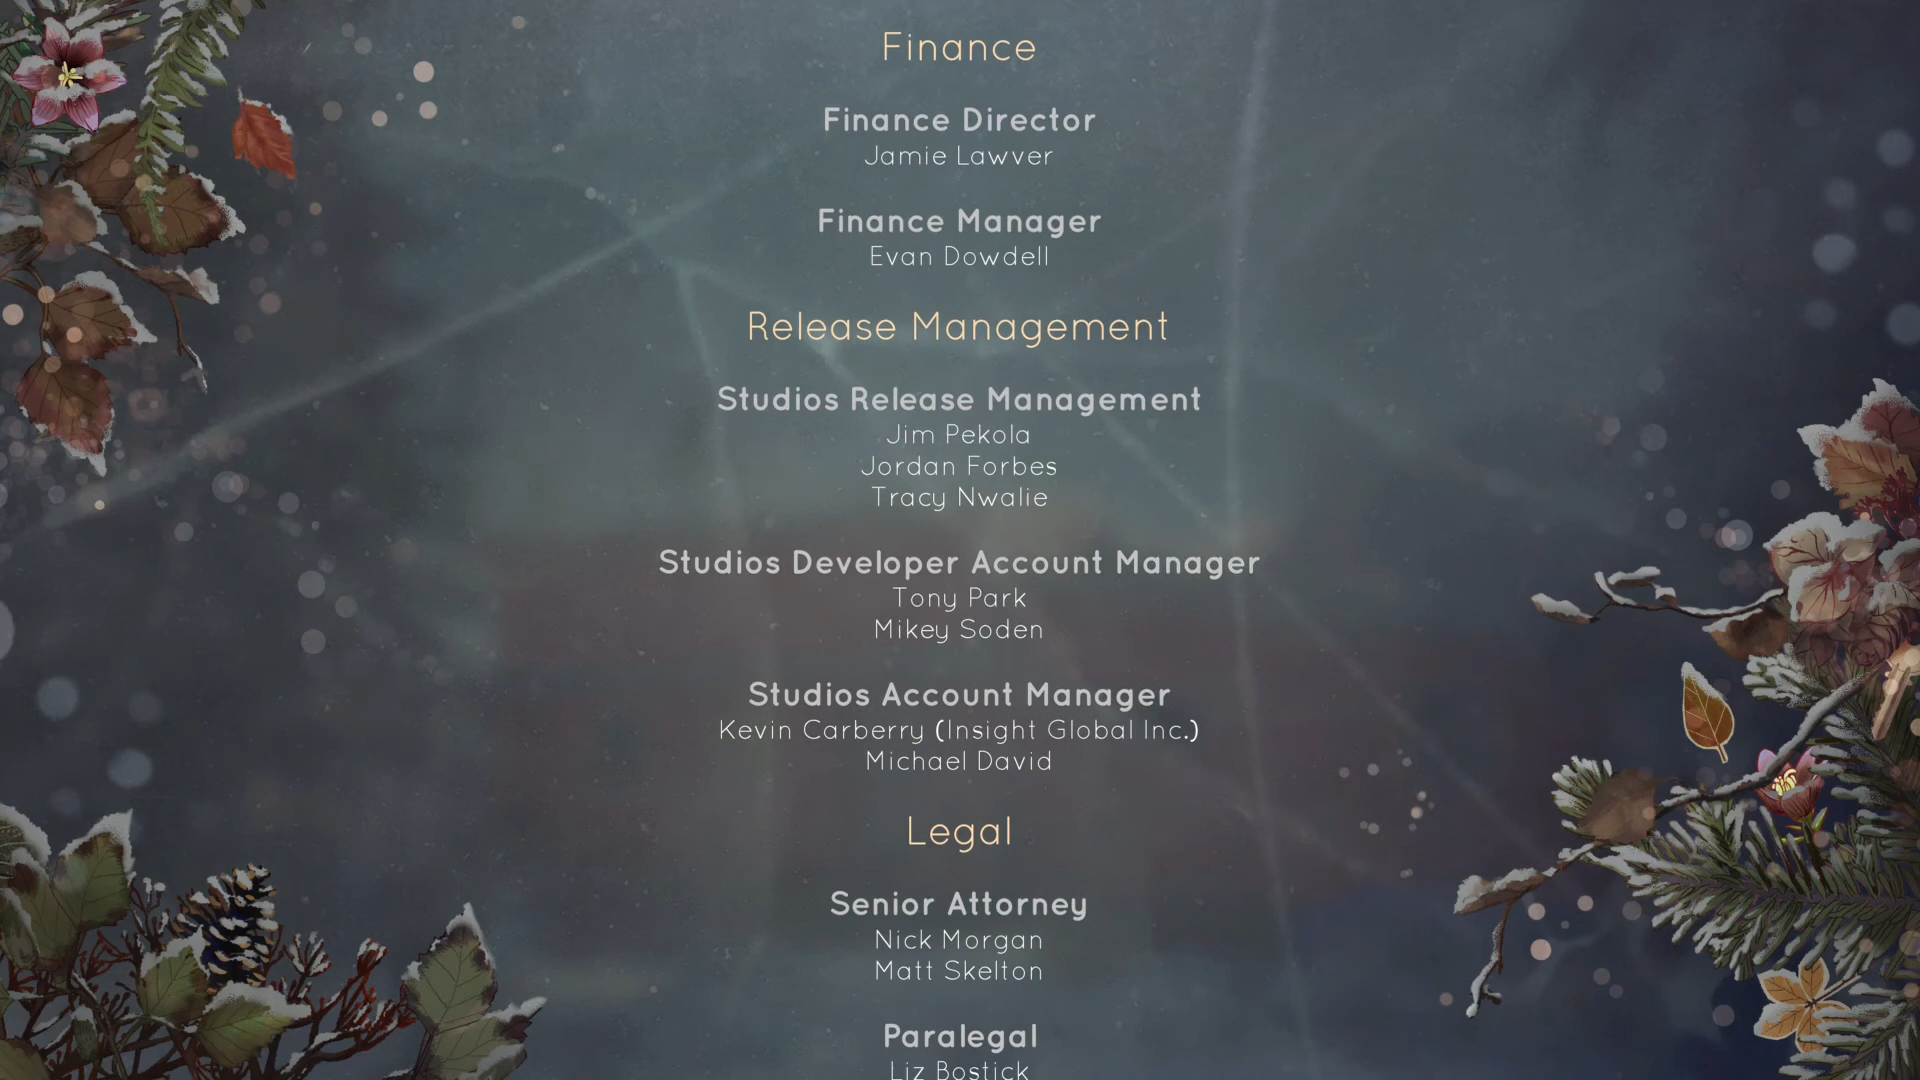 Finance
Finance Director
Jamie Lawver
Finance Manager
Evan Dowdell
Release Management
Studios Release Management
Jim Pekola
Jordan Forbes
Tracy Nwalie
Studios Developer Account Manager
Tony Park
Mikey Soden
Studios Account Manager
Kevin Carberry (Insight Global Inc.)
Michael David
Legal
Senior Attorney
Nick Morgan
Matt Skelton
Paralegal
Liz Bostick